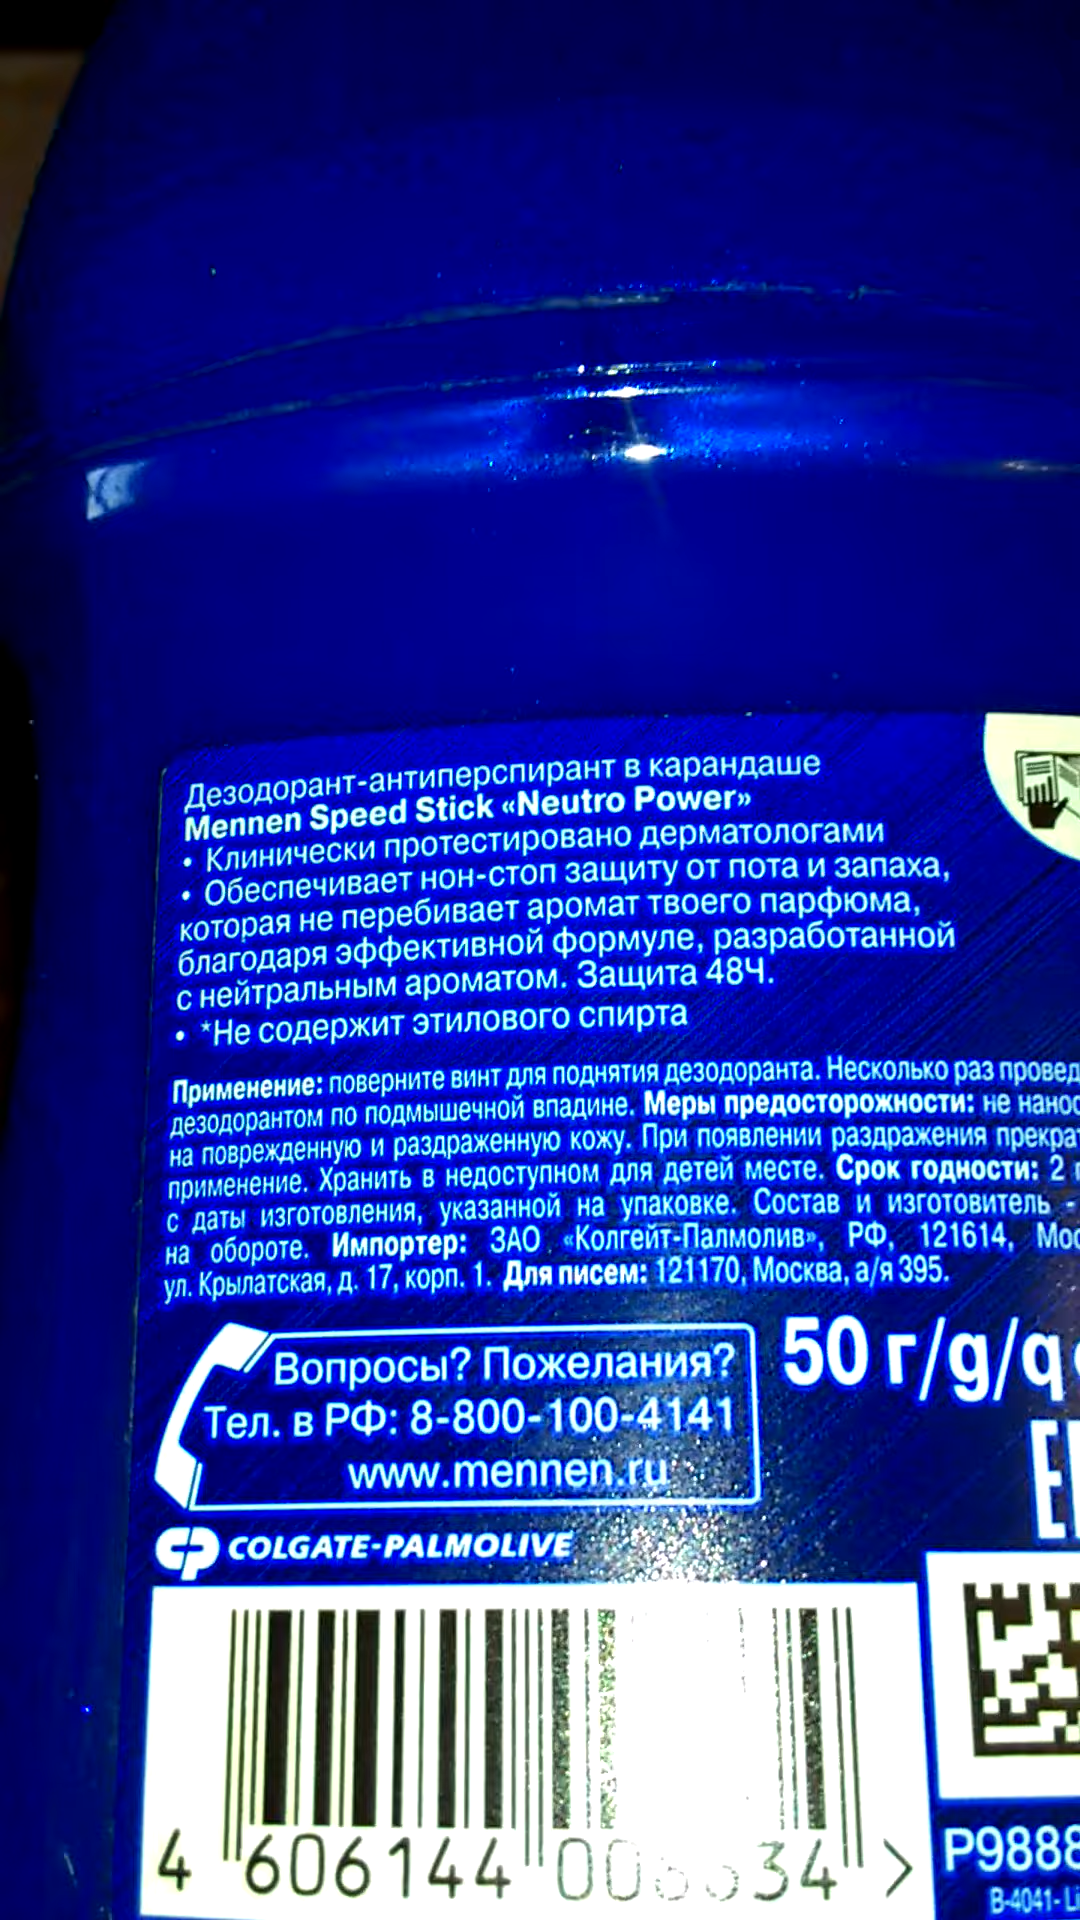 Дезодорант-антиперспирант в карандаше
Mennen Speed Stick «Neutro Power»
• Клинически протестировано дерматологами
• Обеспечивает нон-стоп защиту от пота и запаха,
которая не перебивает аромат твоего парфюма,
благодаря эффективной формуле, разработанной
с нейтральным ароматом. Защита 48Ч.
• *Не содержит этилового спирта
Применение: поверните винт для поднятия дезодоранта. Несколько раз провед
дезодорантом по подмышечной впадине. Меры предосторожности: не нанос
на поврежденную и раздраженную кожу. При появлении раздражения прекрат
применение. Хранить в недоступном для детей месте. Срок годности: 2
с даты изготовления, указанной на упаковке. Состав и изготовитель -
на обороте. Импортер: ЗАО «Колгейт-Палмолив», РФ, 121614, Мос
ул. Крылатская, д. 17, корп. 1. Для писем: 121170, Москва, а/я 395.
Вопросы? Пожелания?
Тел. в РФ: 8-800-100-4141
www.mennen.ru
50 г/g/q
COLGATE-PALMOLIVE
4 606144 >
P9888
B-4041-Li